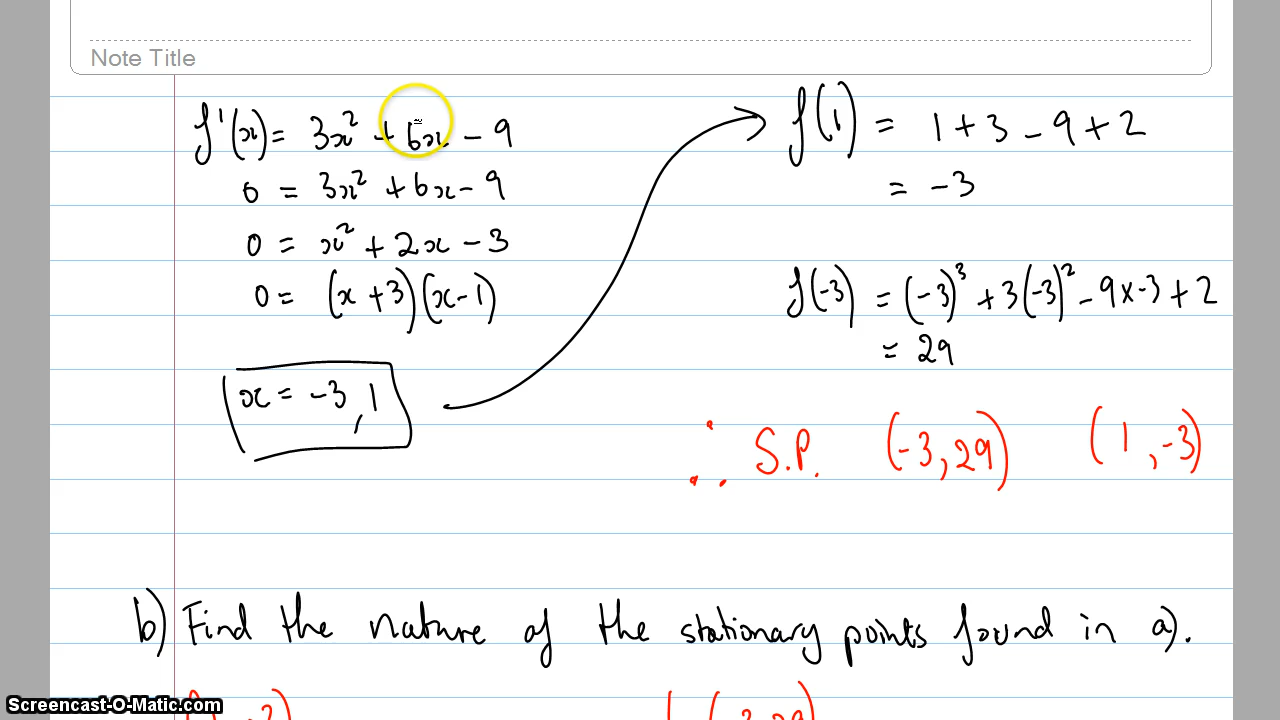 Note Title
f'(x) = 3x² + 6x - 9
0 = 3x² + 6x - 9
0 = x² + 2x - 3
0 = (x + 3)(x - 1)
x = -3, 1
f(1) = 1 + 3 - 9 + 2
= -3
f(-3) = (-3)³ + 3(-3)² - 9 x -3 + 2
= 29
∴ S.P. (-3, 29) (1, -3)
b) Find the nature of the stationary points found in a).
Screencast-O-Matic.com